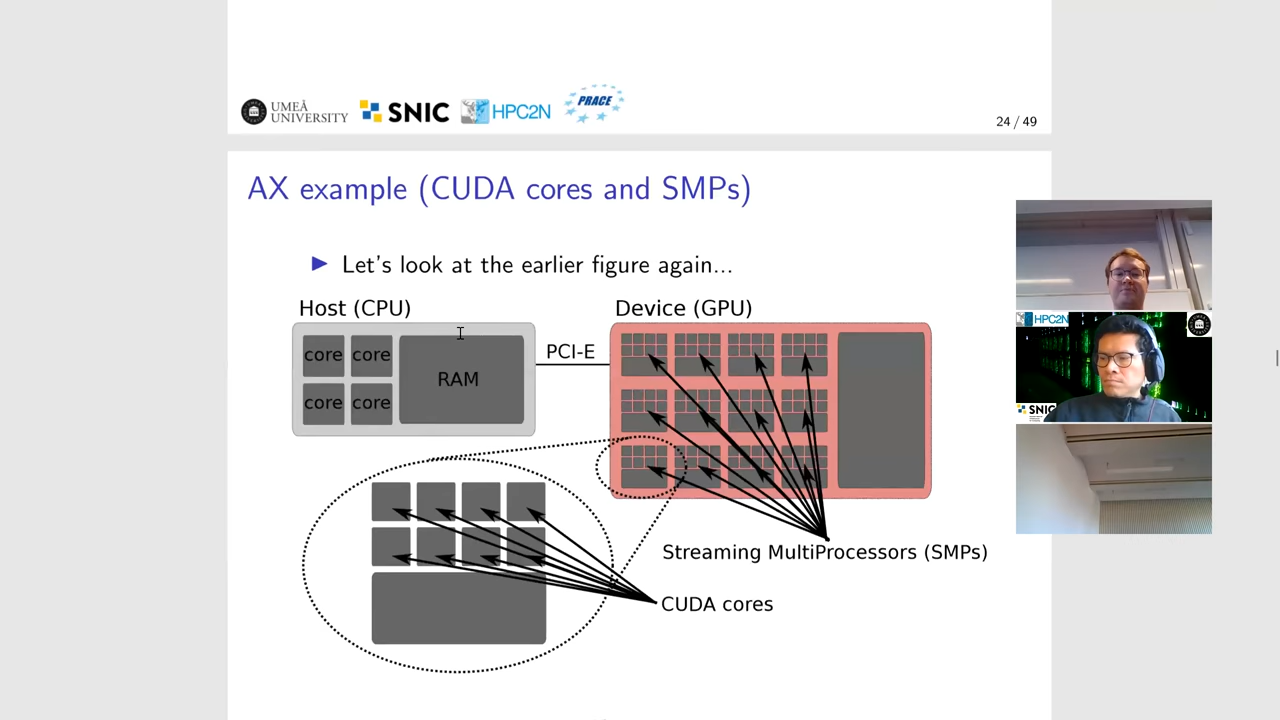 UMEÅ
UNIVERSITY
SNIC
HPC2N
PRACE
24 / 49
AX example (CUDA cores and SMPs)
Let's look at the earlier figure again...
Host (CPU)
Device (GPU)
core core
RAM
core core
PCI-E
Streaming MultiProcessors (SMPs)
CUDA cores
HPC2N
SNIC